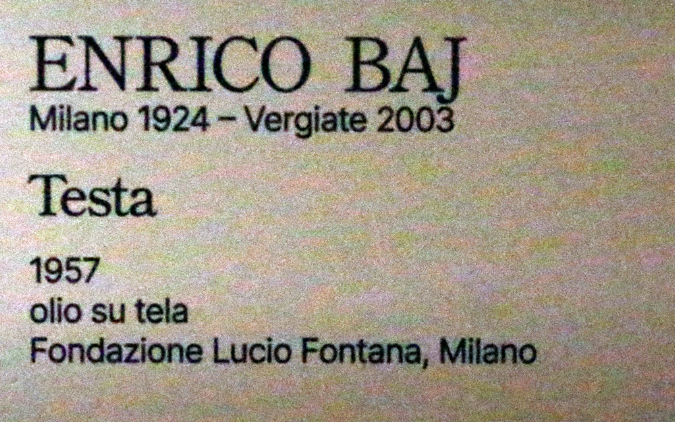 ENRICO BAJ
Milano 1924 – Vergiate 2003
Testa
1957
olio su tela
Fondazione Lucio Fontana, Milano